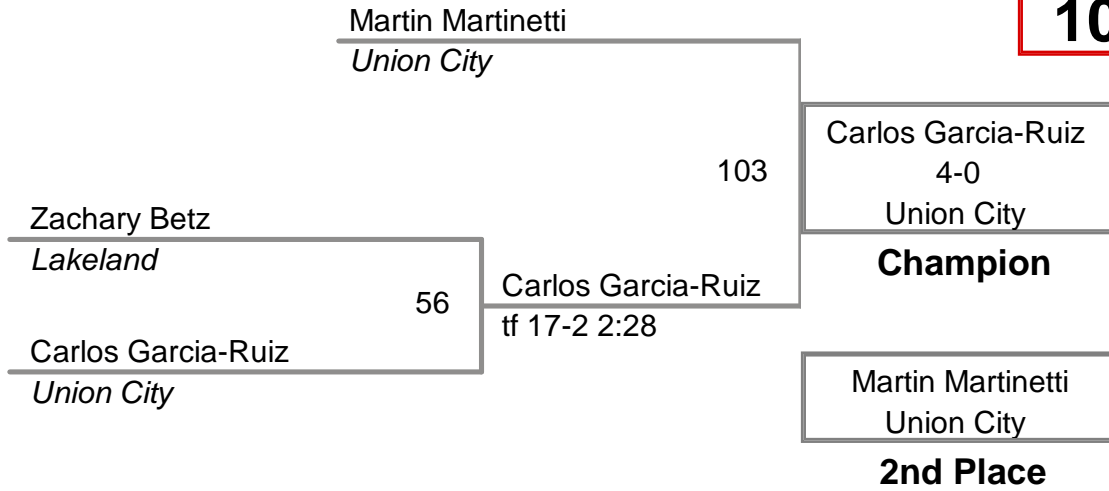 Martin Martinetti
Union City
10
103
Carlos Garcia-Ruiz
4-0
Union City
Champion
Zachary Betz
Lakeland
56
Carlos Garcia-Ruiz
tf 17-2 2:28
Carlos Garcia-Ruiz
Union City
Martin Martinetti
Union City
2nd Place